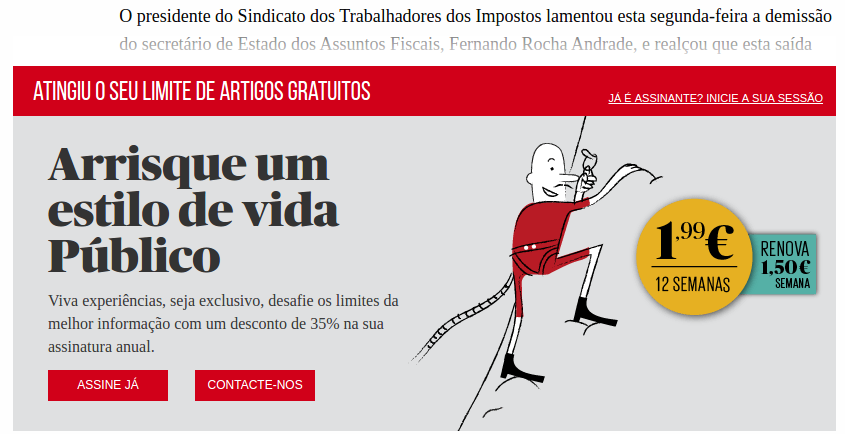 O presidente do Sindicato dos Trabalhadores dos Impostos lamentou esta segunda-feira a demissão
do secretário de Estado dos Assuntos Fiscais, Fernando Rocha Andrade, e realçou que esta saída
ATINGIU O SEU LIMITE DE ARTIGOS GRATUITOS
JÁ É ASSINANTE? INICIE A SUA SESSÃO
Arrisque um
estilo de vida
Público
Viva experiências, seja exclusivo, desafie os limites da
melhor informação com um desconto de 35% na sua
assinatura anual.
ASSINE JÁ
CONTACTE-NOS
1,99€
12 SEMANAS
RENOVA
1,50€
SEMANA